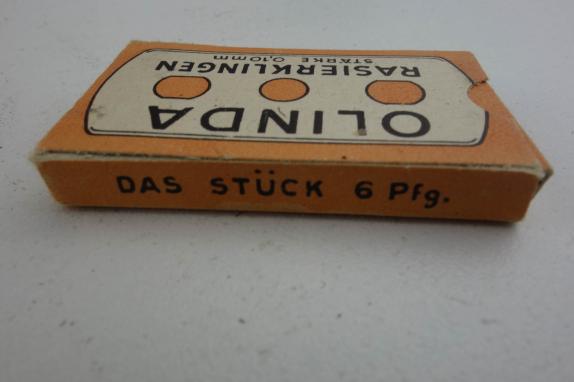 OLINDA
RASIERKLINGEN
STÄRKE 0,10mm
DAS STÜCK 6 Pfg.